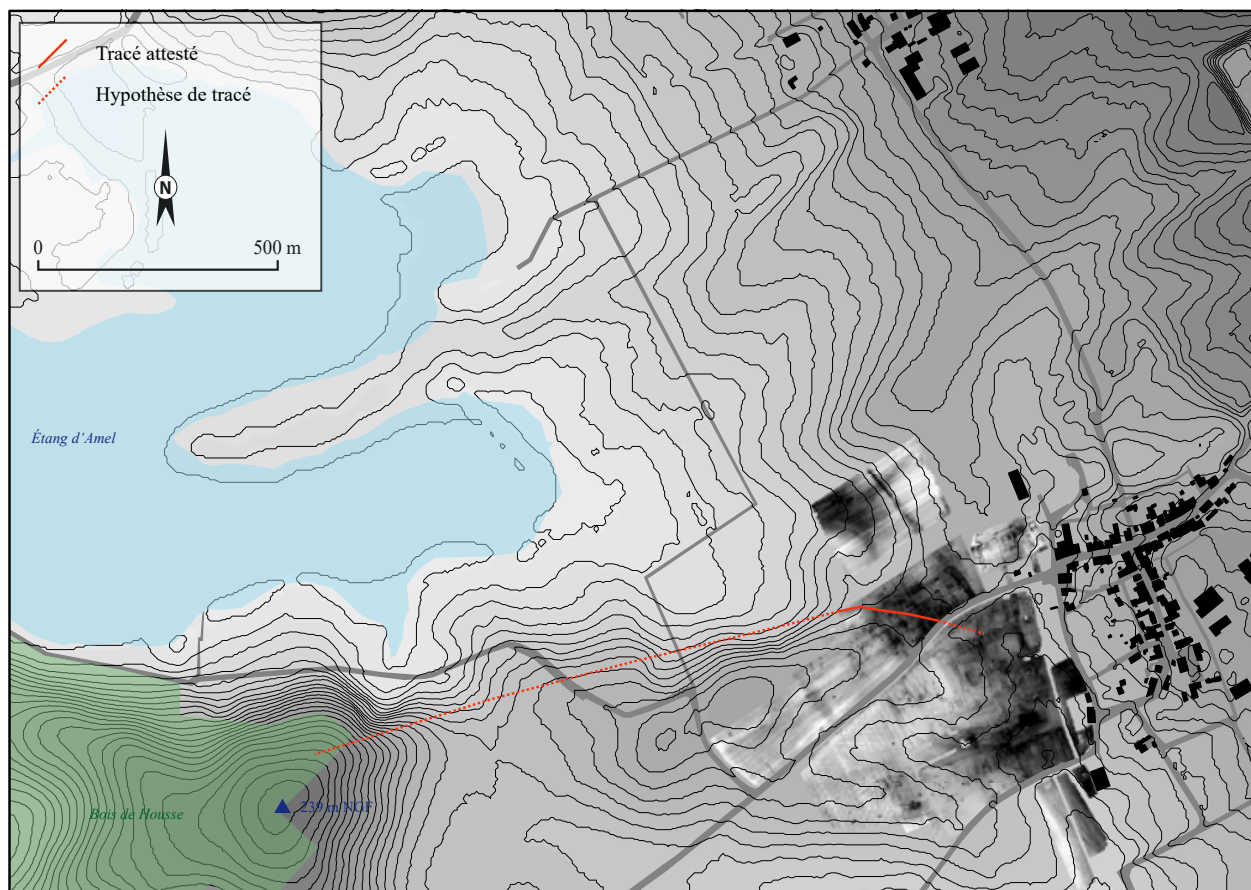 Tracé attesté
Hypothèse de tracé
N
0 500 m
Étang d'Amel
239 m NGF
Bois de Housse